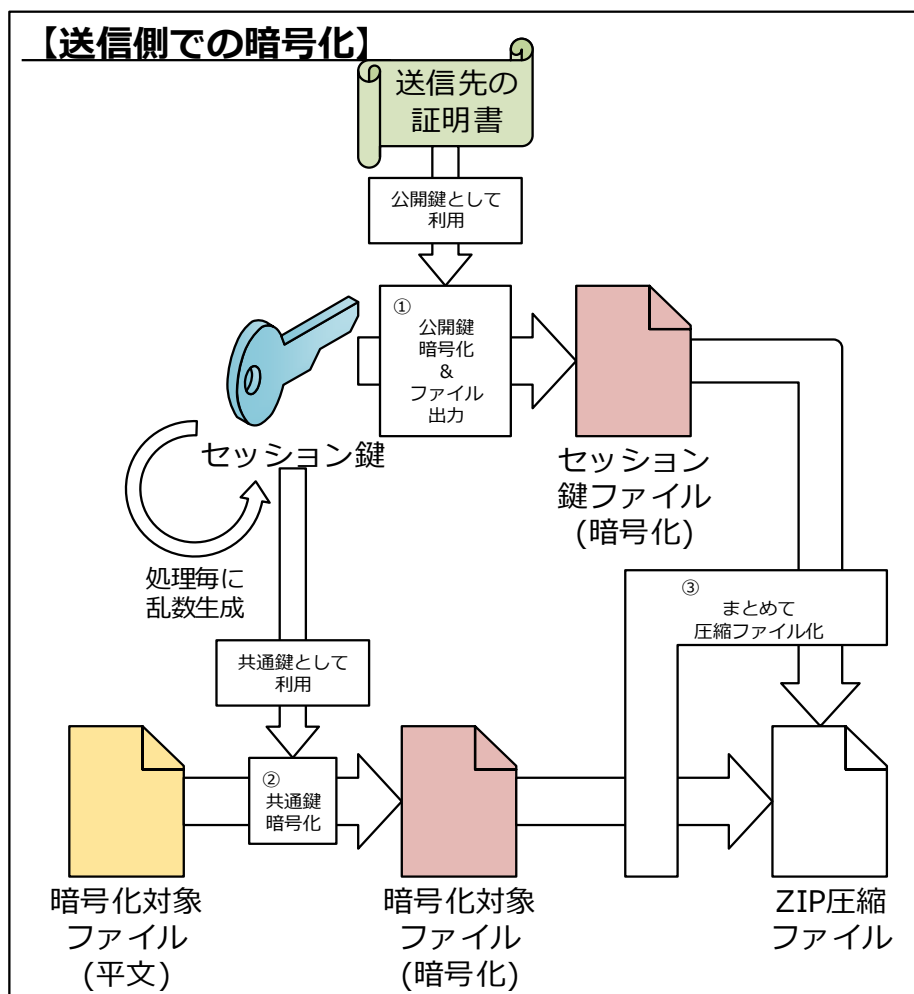 【送信側での暗号化】
送信先の
証明書
公開鍵として
利用
①
公開鍵
暗号化
&
ファイル
出力
セッション鍵
セッション
鍵ファイル
(暗号化)
処理毎に
乱数生成
③
まとめて
圧縮ファイル化
共通鍵として
利用
②
共通鍵
暗号化
暗号化対象
ファイル
(平文)
暗号化対象
ファイル
(暗号化)
ZIP圧縮
ファイル